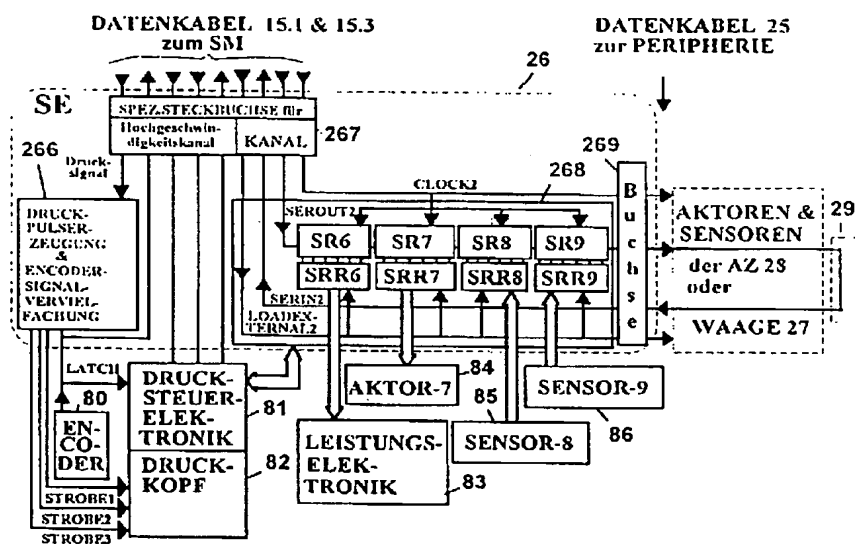 DATENKABEL 15.1 & 15.3
zum SM
DATENKABEL 25
zur PERIPHERIE
26
SE
SPEZ.STECKBUCHSE für
Hochgeschwin-
digkeitskanal
KANAL
267
266
Druck-
signal
269
268
CLOCK2
SEROUT2
DRUCK-
PULSER-
ZEUGUNG
&
ENCODER-
SIGNAL-
VERVIEL-
FACHUNG
SR6
SR7
SR8
SR9
SRR6
SRR7
SRR8
SRR9
SERIN2
LOADEX-
TERNAL2
B
u
c
h
s
e
AKTOREN &
SENSOREN
der AZ 28
oder
WAAGE 27
29
LATCH
80
EN-
CO-
DER
DRUCK-
STEUER-
ELEK-
TRONIK
81
DRUCK-
KOPF
82
AKTOR-7
84
85
SENSOR-9
86
LEISTUNGS-
ELEK-
TRONIK
83
SENSOR-8
STROBE1
STROBE2
STROBE3